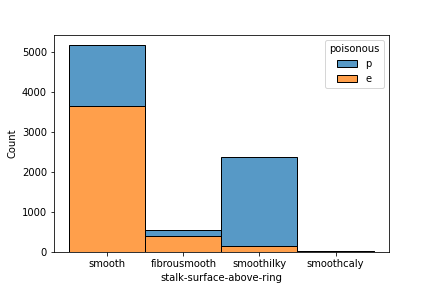 poisonous
p
e
5000
4000
3000
2000
1000
0
Count
smooth fibrousmooth smoothilky smoothcaly
stalk-surface-above-ring